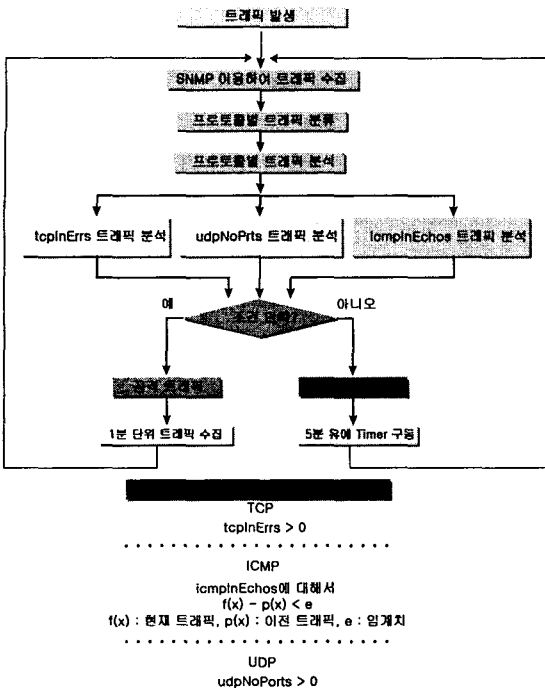 트래픽 발생
SNMP 이용하여 트래픽 수집
프로토콜별 트래픽 분류
프로토콜별 트래픽 분석
tcpInErrs 트래픽 분석
udpNoPrts 트래픽 분석
IcmpInEchos 트래픽 분석
예
아니오
공격 트래픽
1분 단위 트래픽 수집
5분 유예 Timer 구동
TCP
tcpInErrs > 0
ICMP
icmpInEchos에 대해서
f(x) - p(x) < e
f(x) : 현재 트래픽, p(x) : 이전 트래픽, e : 임계치
UDP
udpNoPorts > 0